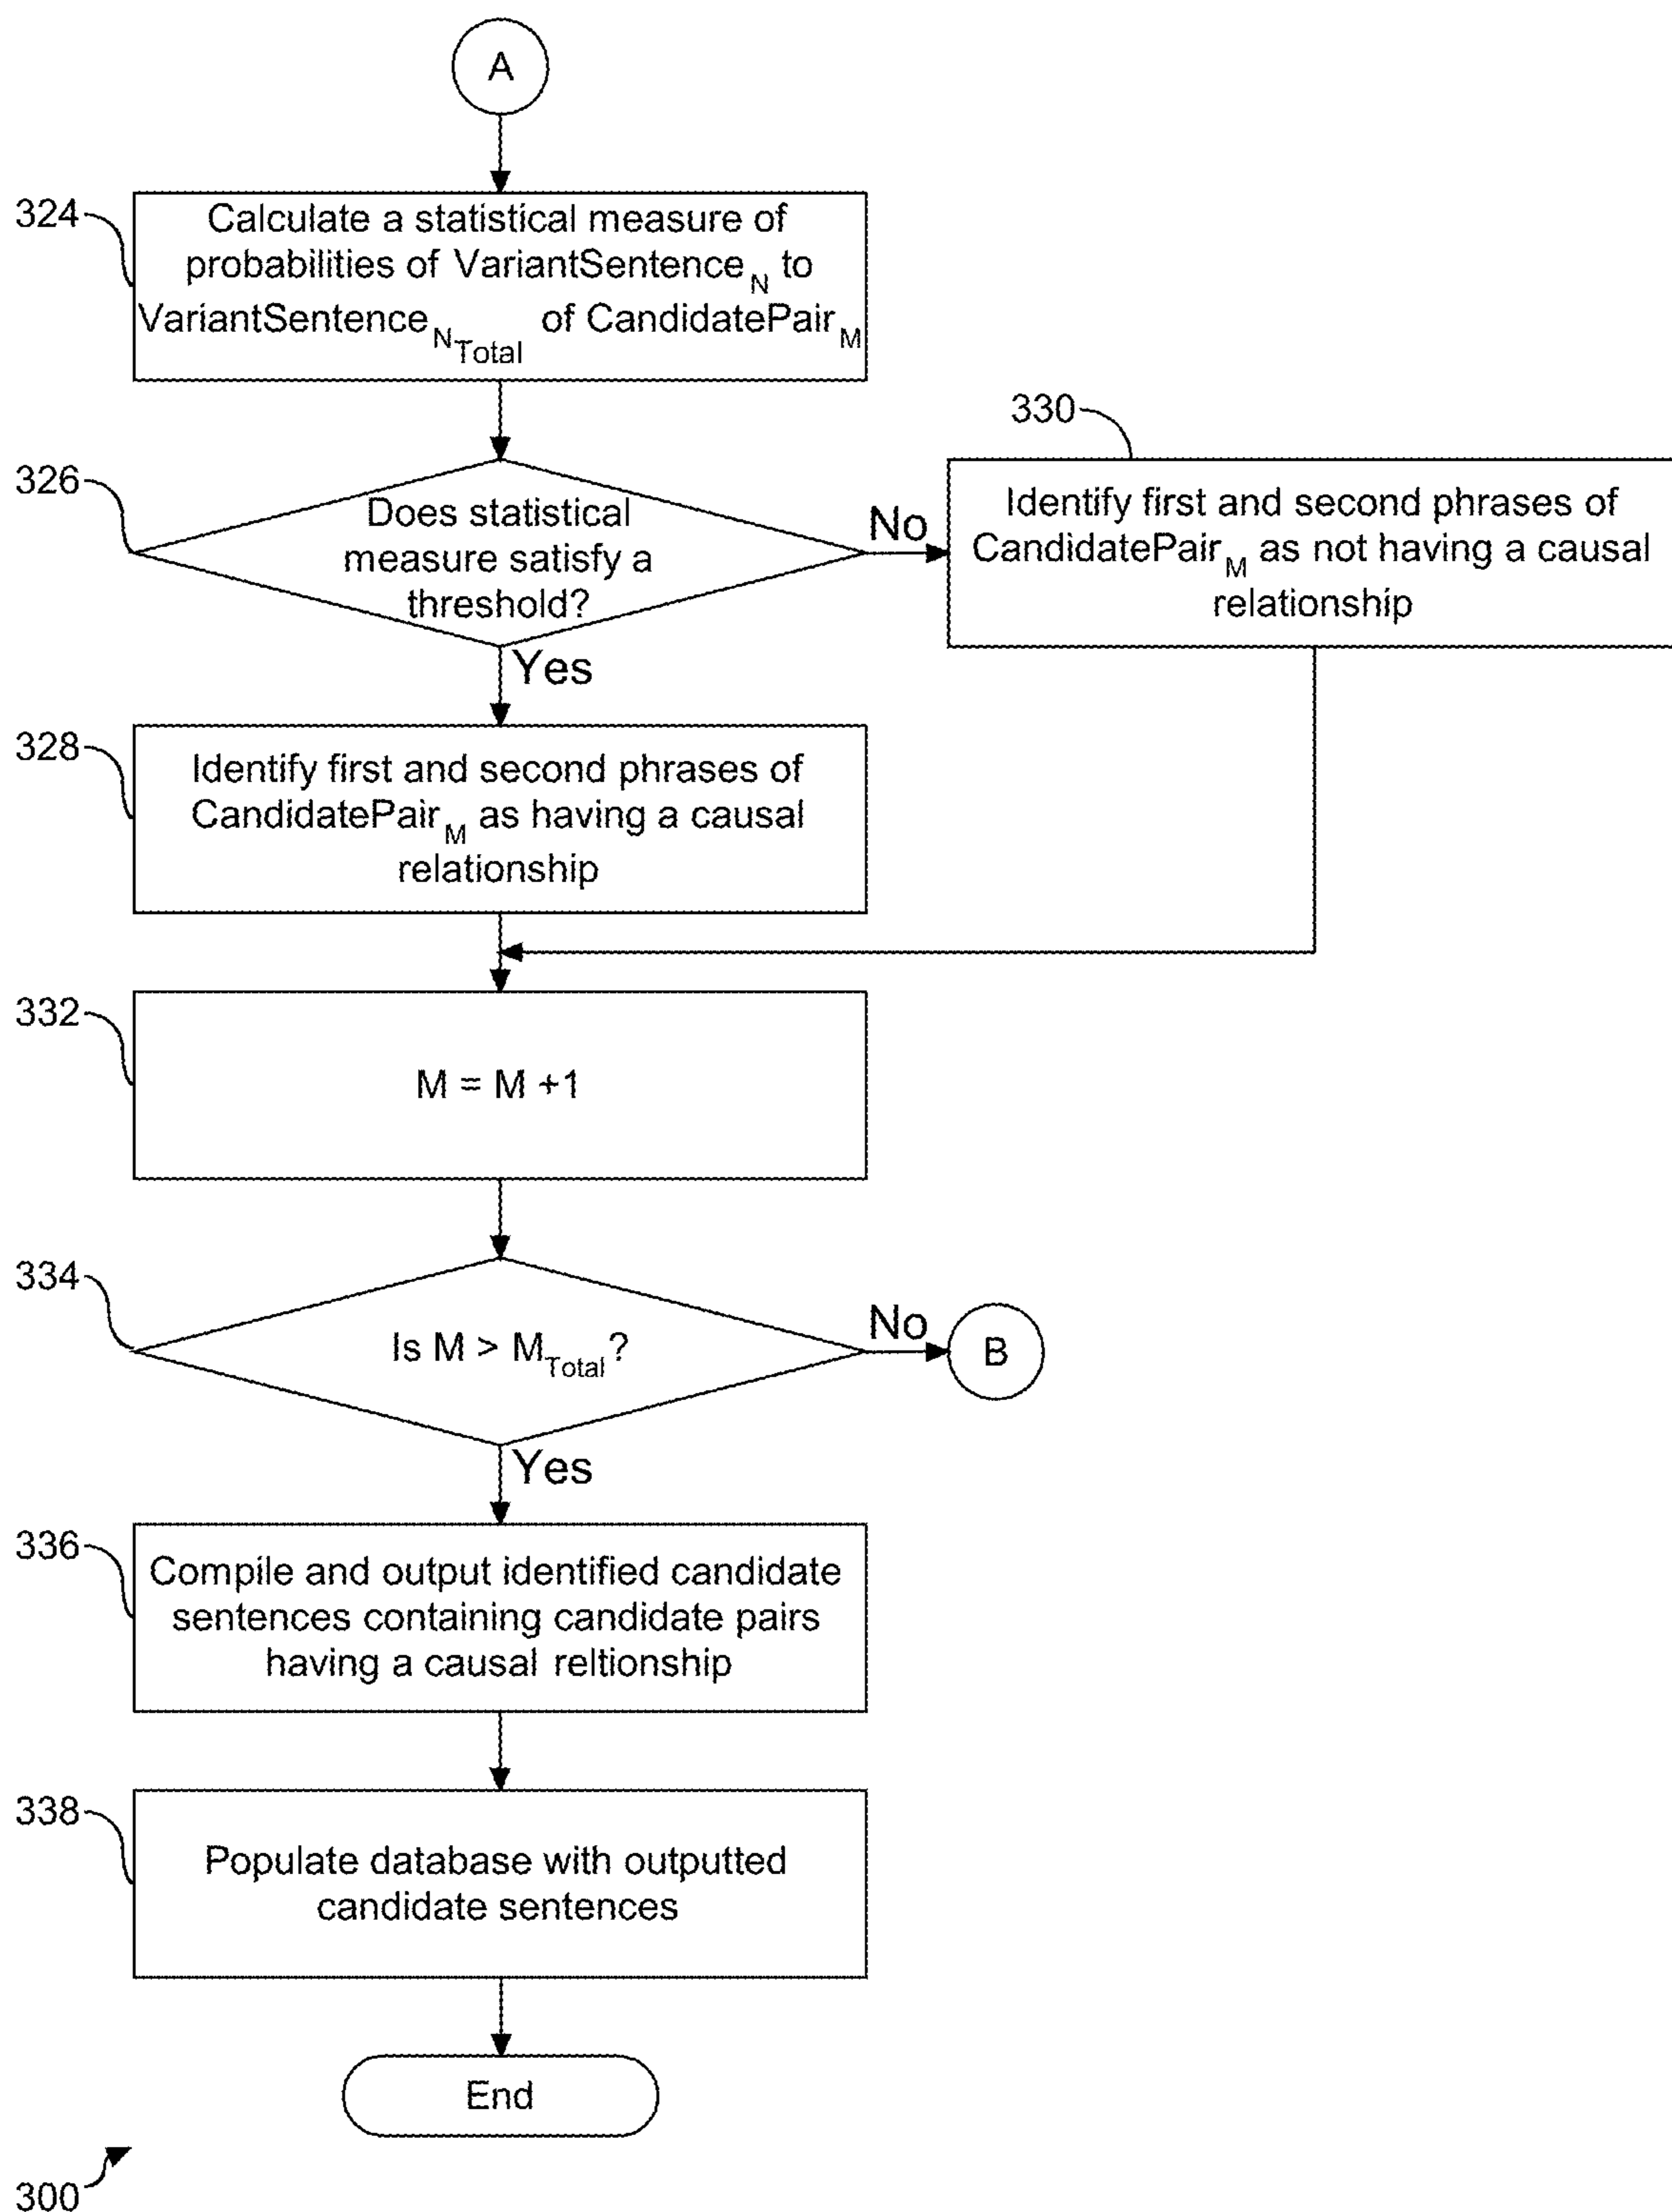 A
324
Calculate a statistical measure of
probabilities of VariantSentence N to
VariantSentence N Total of CandidatePair M
326
Does statistical
measure satisfy a
threshold?
No
330
Identify first and second phrases of
CandidatePair M as not having a causal
relationship
Yes
328
Identify first and second phrases of
CandidatePair M as having a causal
relationship
332
M = M +1
334
Is M > M Total ?
No
B
Yes
336
Compile and output identified candidate
sentences containing candidate pairs
having a causal reltionship
338
Populate database with outputted
candidate sentences
End
300